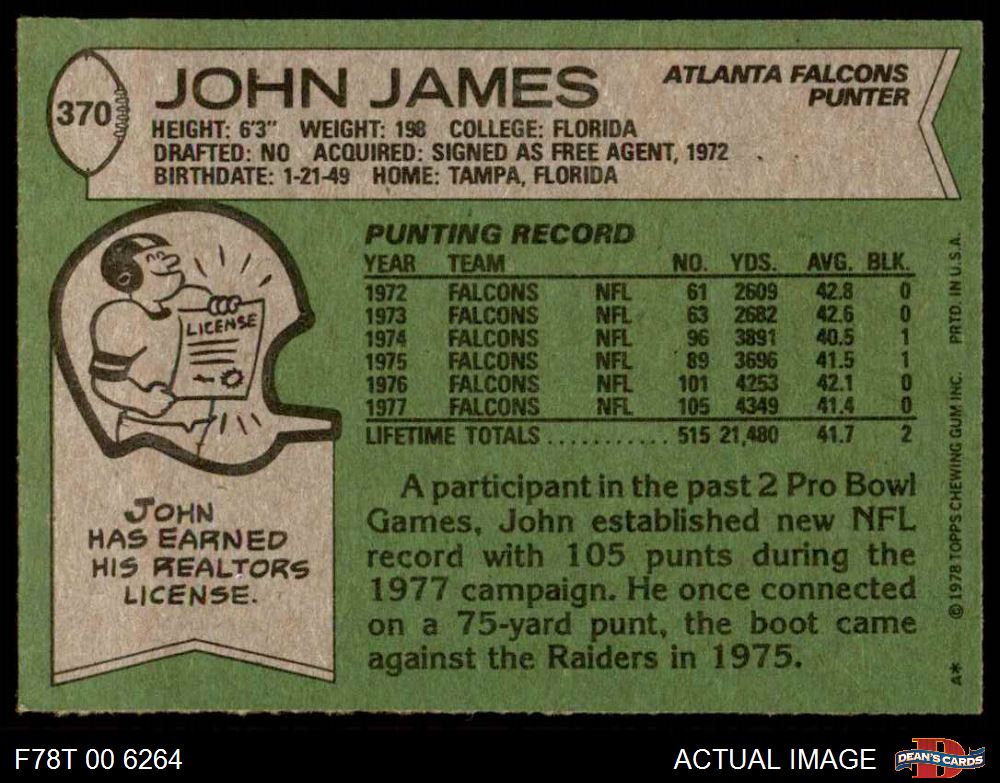 370
JOHN JAMES
ATLANTA FALCONS
PUNTER
HEIGHT: 6'3" WEIGHT: 198 COLLEGE: FLORIDA
DRAFTED: NO ACQUIRED: SIGNED AS FREE AGENT, 1972
BIRTHDATE: 1-21-49 HOME: TAMPA, FLORIDA
LICENSE
JOHN
HAS EARNED
HIS REALTORS
LICENSE.
PUNTING RECORD
YEAR TEAM NO. YDS. AVG. BLK.
1972 FALCONS NFL 61 2609 42.8 0
1973 FALCONS NFL 63 2682 42.6 0
1974 FALCONS NFL 96 3891 40.5 1
1975 FALCONS NFL 89 3696 41.5 1
1976 FALCONS NFL 101 4253 42.1 0
1977 FALCONS NFL 105 4349 41.4 0
LIFETIME TOTALS ........... 515 21,480 41.7 2
A participant in the past 2 Pro Bowl
Games, John established new NFL
record with 105 punts during the
1977 campaign. He once connected
on a 75-yard punt, the boot came
against the Raiders in 1975.
A* © 1978 TOPPS CHEWING GUM INC. PRTD. IN U.S.A.
F78T 00 6264
ACTUAL IMAGE
D
DEAN'S CARDS